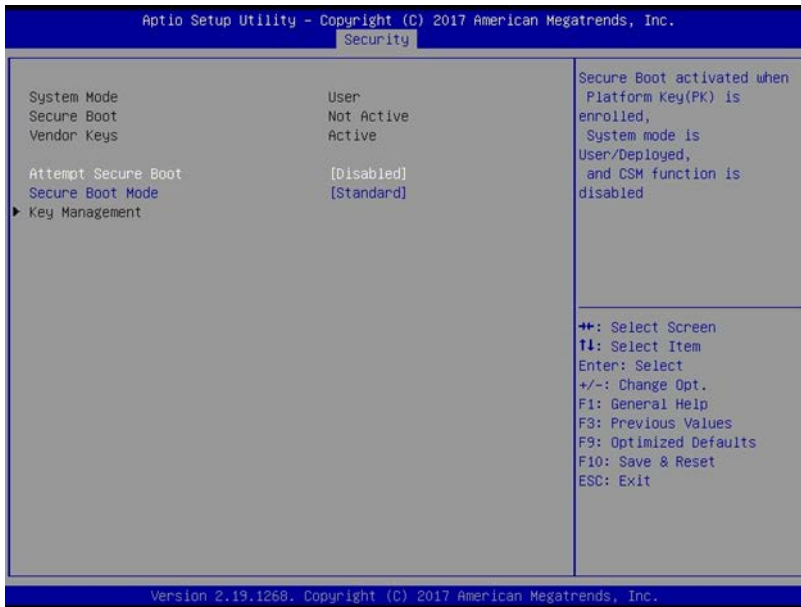 Aptio Setup Utility – Copyright (C) 2017 American Megatrends, Inc.
Security
System Mode User
Secure Boot Not Active
Vendor Keys Active
Attempt Secure Boot [Disabled]
Secure Boot Mode [Standard]
Key Management
Secure Boot activated when
Platform Key(PK) is
enrolled,
System mode is
User/Deployed,
and CSM function is
disabled
→←: Select Screen
↑↓: Select Item
Enter: Select
+/-: Change Opt.
F1: General Help
F3: Previous Values
F9: Optimized Defaults
F10: Save & Reset
ESC: Exit
Version 2.19.1268. Copyright (C) 2017 American Megatrends, Inc.